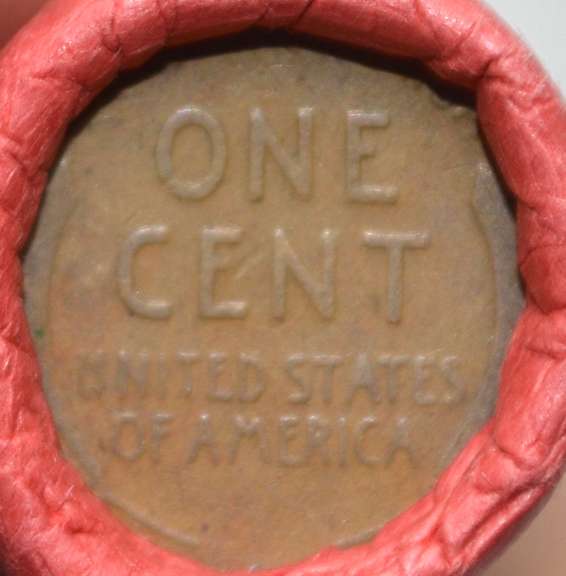 ONE
CENT
UNITED STATES
OF AMERICA